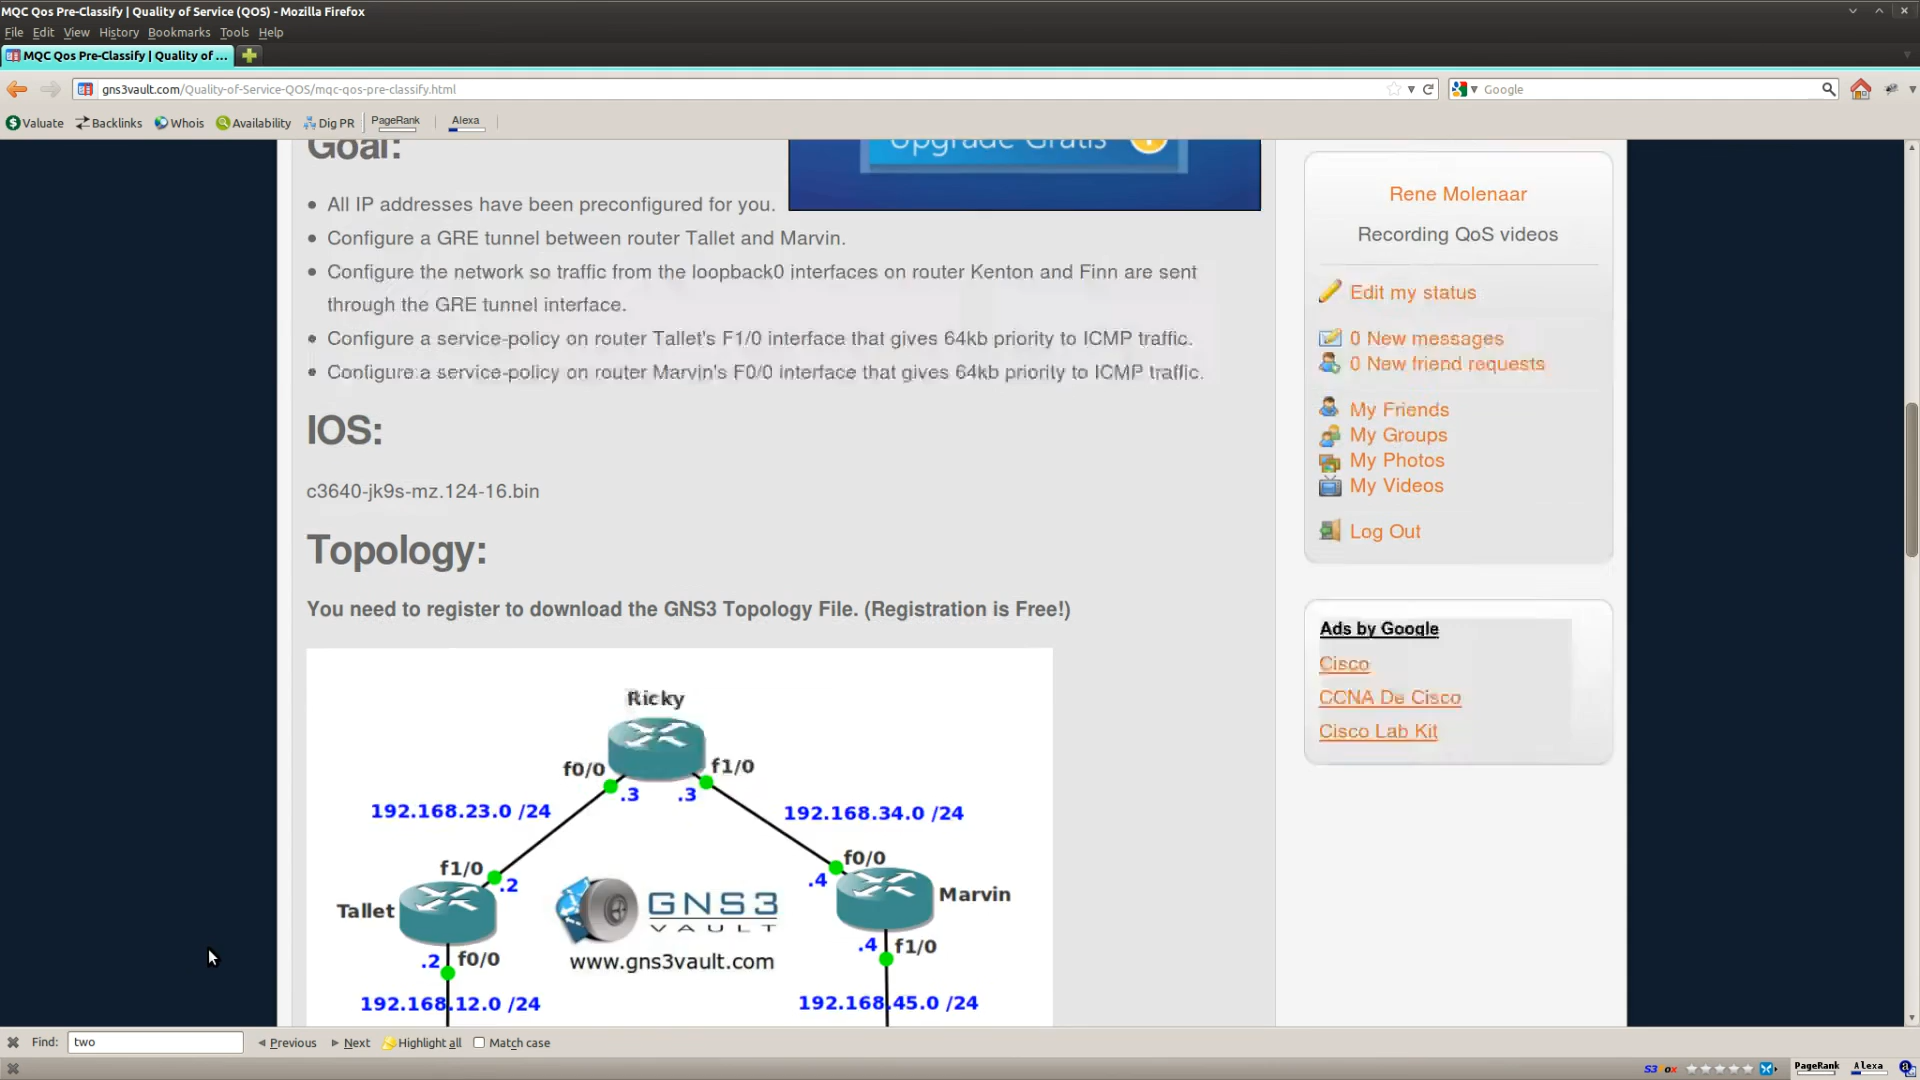 MQC Qos Pre-Classify | Quality of Service (QOS) - Mozilla Firefox
File Edit View History Bookmarks Tools Help
MQC Qos Pre-Classify | Quality of ...
gns3vault.com/Quality-of-Service-QOS/mqc-qos-pre-classify.html
Google
Valuate Backlinks Whois Availability Dig PR PageRank Alexa
Goal:
Upgrade Gratis
All IP addresses have been preconfigured for you.
Configure a GRE tunnel between router Tallet and Marvin.
Configure the network so traffic from the loopback0 interfaces on router Kenton and Finn are sent
through the GRE tunnel interface.
Configure a service-policy on router Tallet's F1/0 interface that gives 64kb priority to ICMP traffic.
Configure a service-policy on router Marvin's F0/0 interface that gives 64kb priority to ICMP traffic.
IOS:
c3640-jk9s-mz.124-16.bin
Topology:
You need to register to download the GNS3 Topology File. (Registration is Free!)
Ricky
f0/0 f1/0
.3 .3
192.168.23.0 /24 192.168.34.0 /24
f1/0 f0/0
.2 .4
Tallet GNS3 Marvin
VAULT
.2 f0/0 www.gns3vault.com .4 f1/0
192.168.12.0 /24 192.168.45.0 /24
Rene Molenaar
Recording QoS videos
Edit my status
0 New messages
0 New friend requests
My Friends
My Groups
My Photos
My Videos
Log Out
Ads by Google
Cisco
CCNA De Cisco
Cisco Lab Kit
Find: two Previous Next Highlight all Match case
S3 ox PageRank Alexa